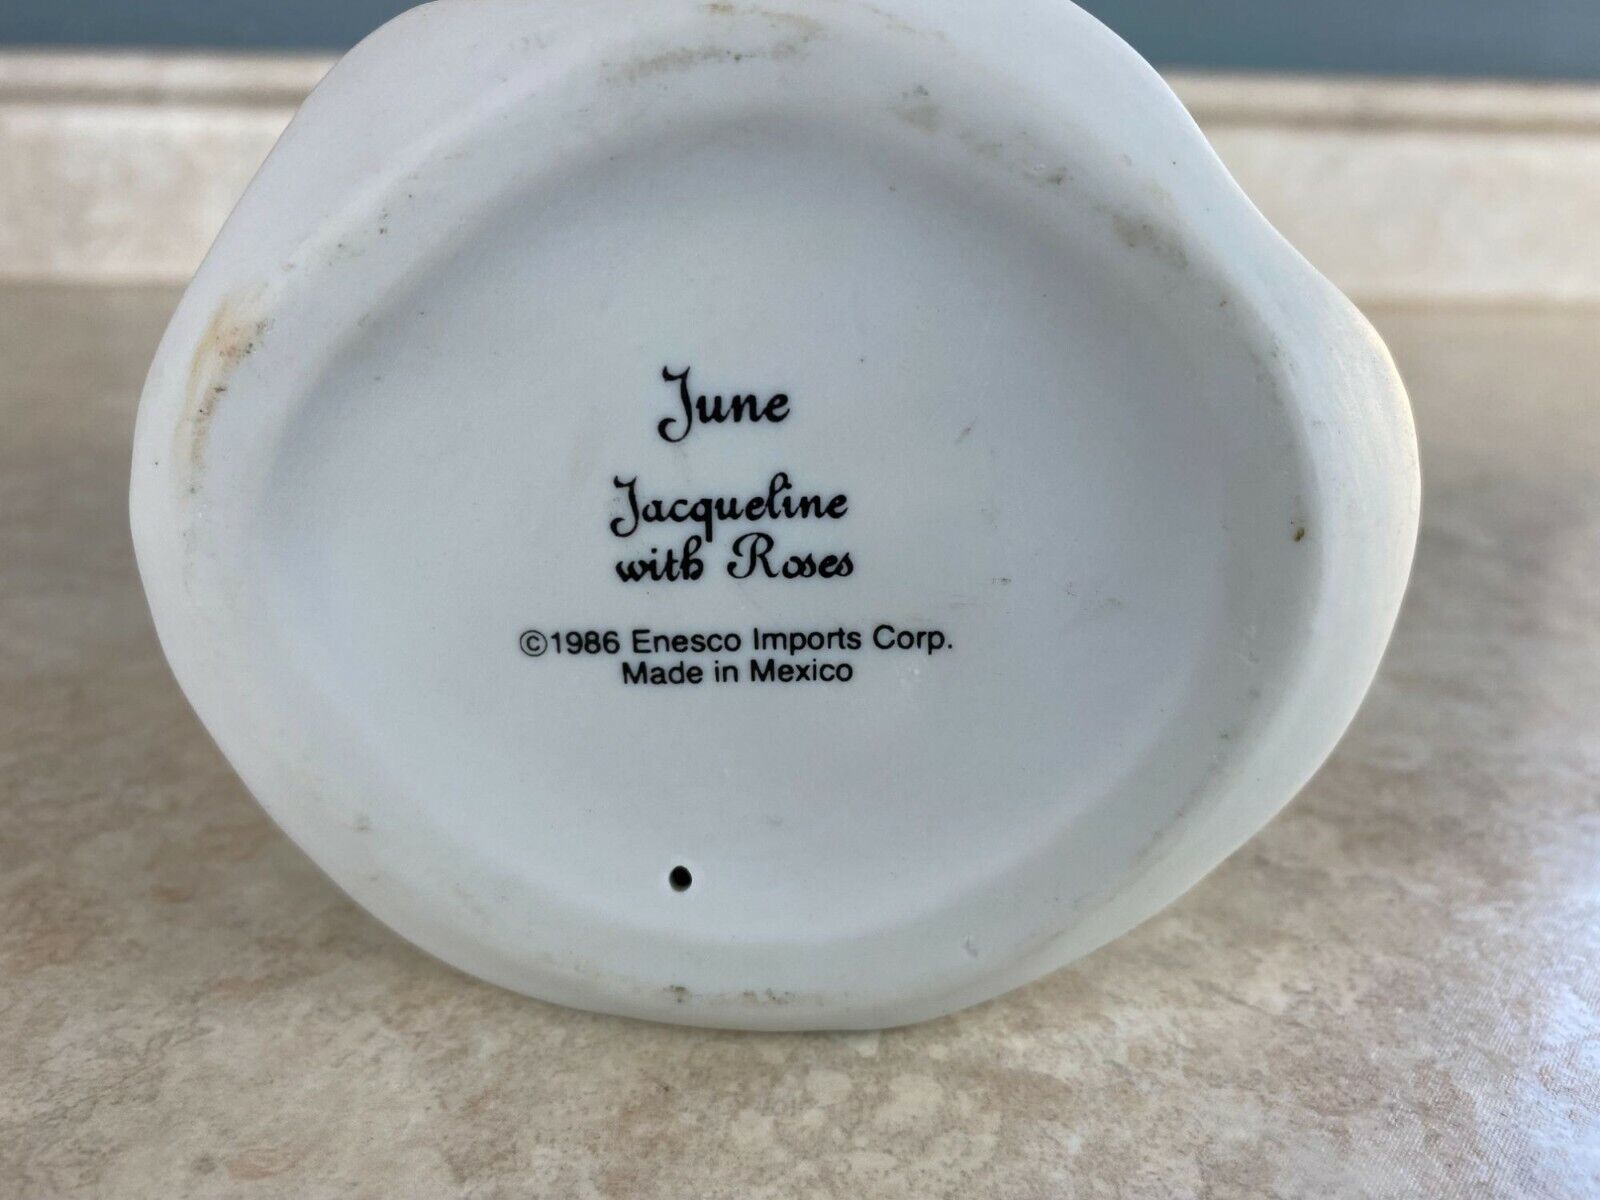 June
Jacqueline
with Roses
©1986 Enesco Imports Corp.
Made in Mexico